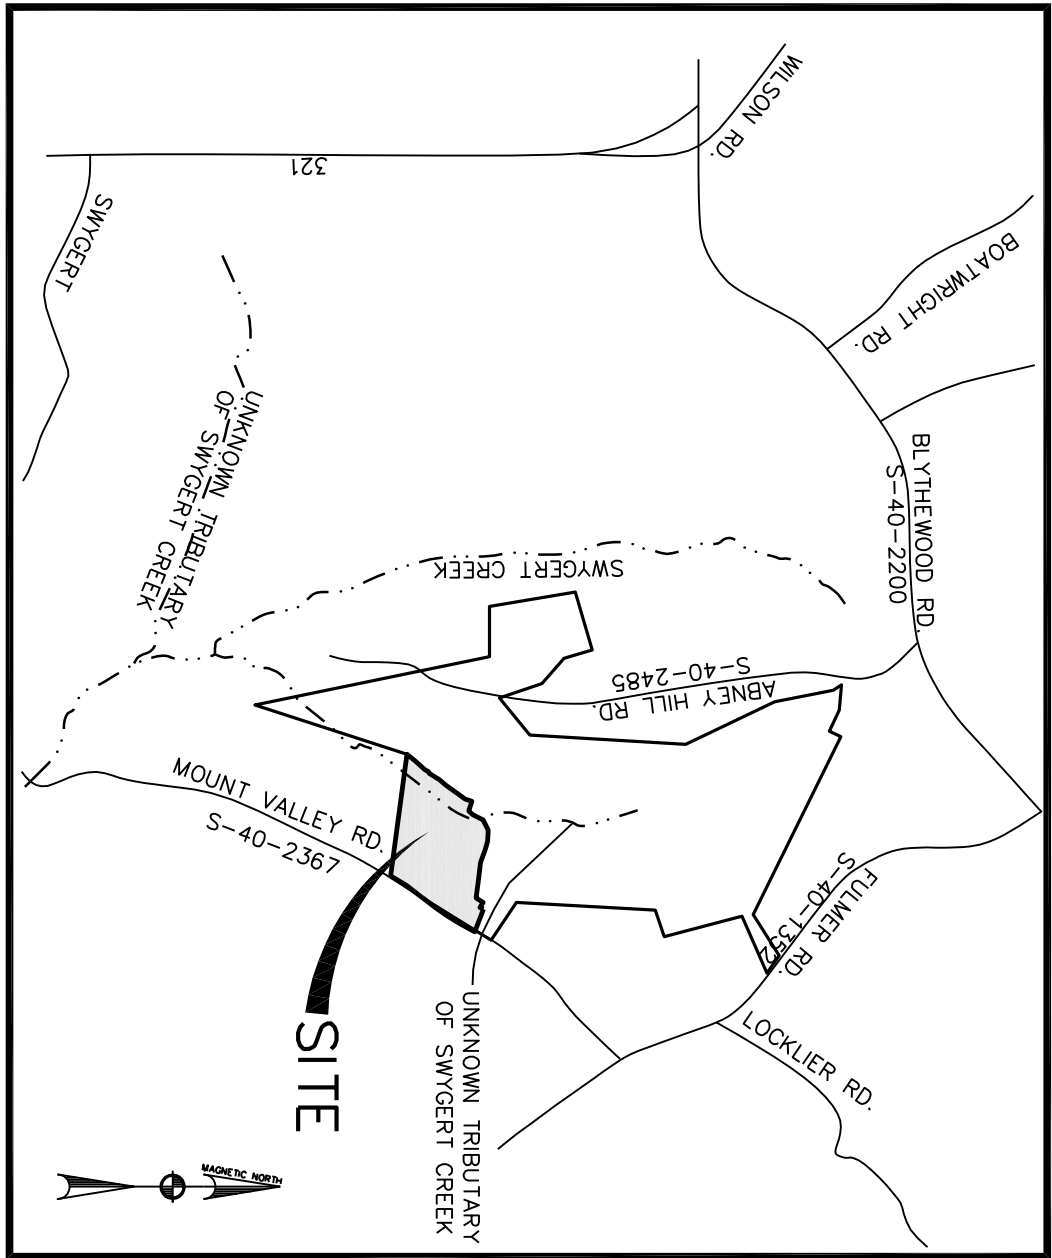 WILSON RD.
321
SWYGERT
BOATWRIGHT RD.
UNKNOWN TRIBUTARY
OF SWYGERT CREEK
BLYTHEWOOD RD.
S-40-2200
SWYGERT CREEK
S-40-2485
ABNEY HILL RD.
MOUNT VALLEY RD.
S-40-2367
FULMER RD.
S-40-1352
SITE
UNKNOWN TRIBUTARY
OF SWYGERT CREEK
LOCKLIER RD.
MAGNETIC NORTH